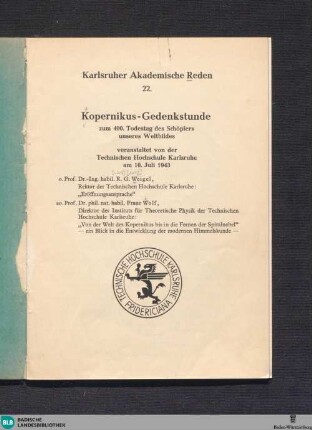 Karlsruher Akademische Reden
22.
Kopernikus-Gedenkstunde
zum 400. Todestag des Schöpfers
unseres Weltbildes
veranstaltet von der
Technischen Hochschule Karlsruhe
am 10. Juli 1943
o. Prof. Dr.-Ing. habil. R. G. Weigel,
Rektor der Technischen Hochschule Karlsruhe:
„Eröffnungsansprache“
ao. Prof. Dr. phil. nat. habil. Franz Wolf,
Direktor des Instituts für Theoretische Physik der Technischen
Hochschule Karlsruhe:
„Von der Welt des Kopernikus bis in die Fernen der Spiralnebel“
— ein Blick in die Entwicklung der modernen Himmelskunde —
TECHNISCHE HOCHSCHULE KARLSRUHE
FRIDERICIANA
BLB BADISCHE
LANDESBIBLIOTHEK
Baden-Württemberg